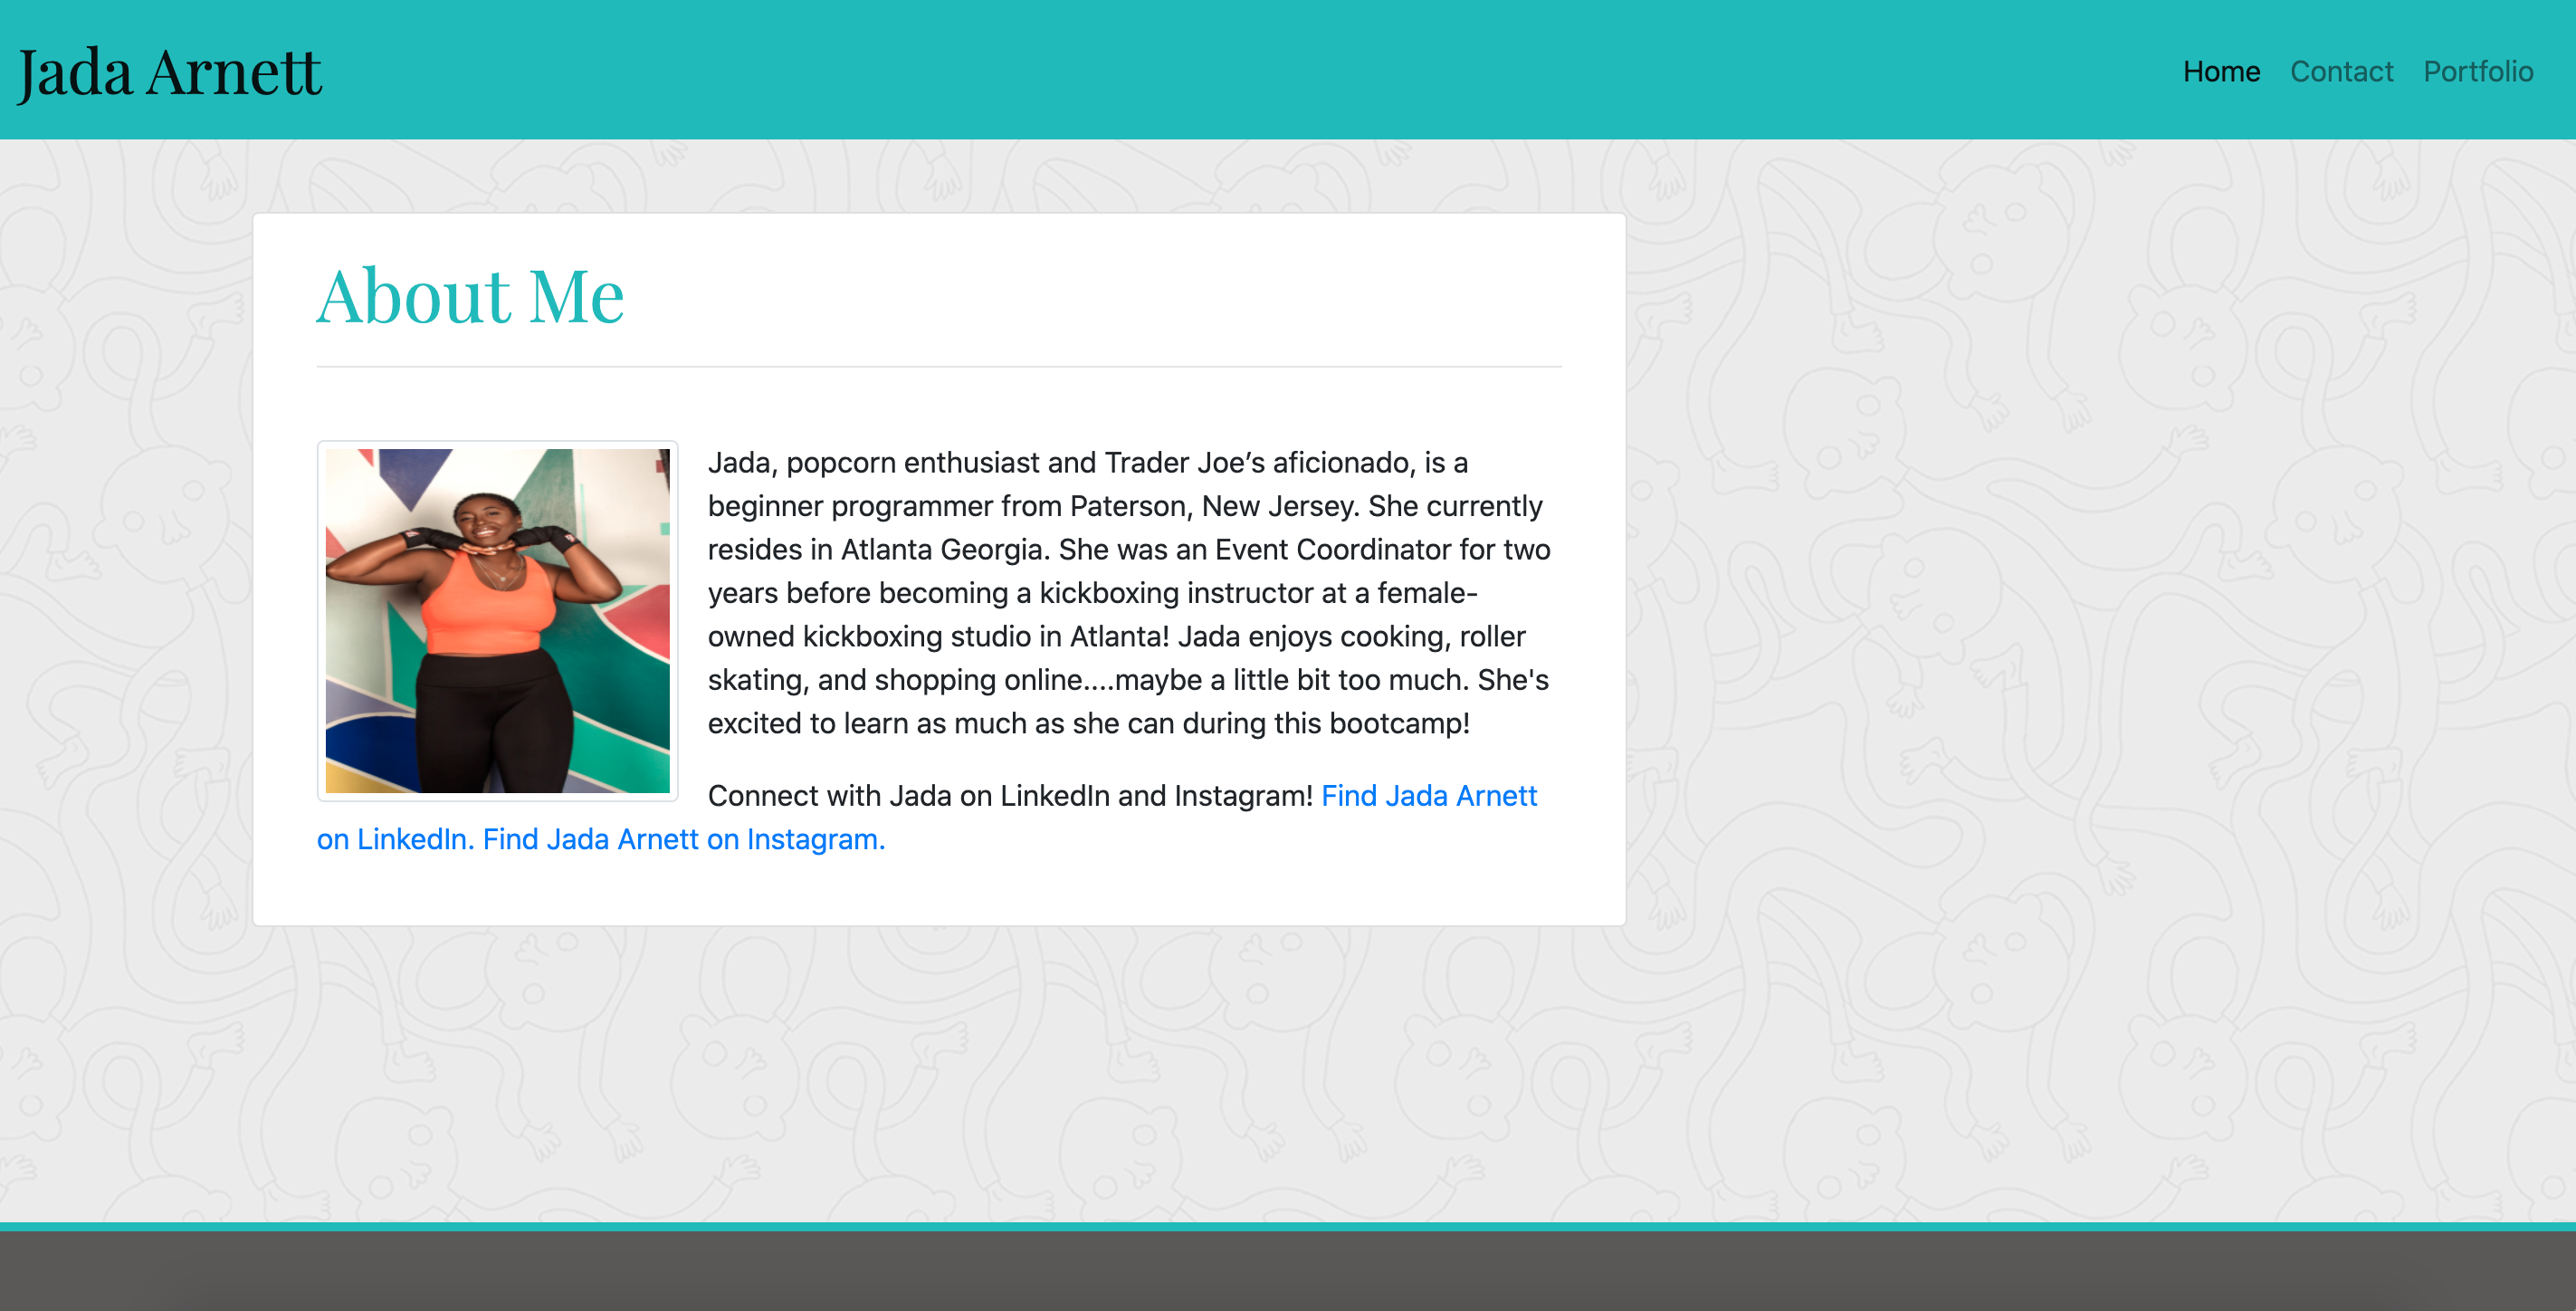 Jada Arnett
Home Contact Portfolio
About Me
Jada, popcorn enthusiast and Trader Joe’s aficionado, is a
beginner programmer from Paterson, New Jersey. She currently
resides in Atlanta Georgia. She was an Event Coordinator for two
years before becoming a kickboxing instructor at a female-
owned kickboxing studio in Atlanta! Jada enjoys cooking, roller
skating, and shopping online....maybe a little bit too much. She's
excited to learn as much as she can during this bootcamp!
Connect with Jada on LinkedIn and Instagram! Find Jada Arnett
on LinkedIn. Find Jada Arnett on Instagram.